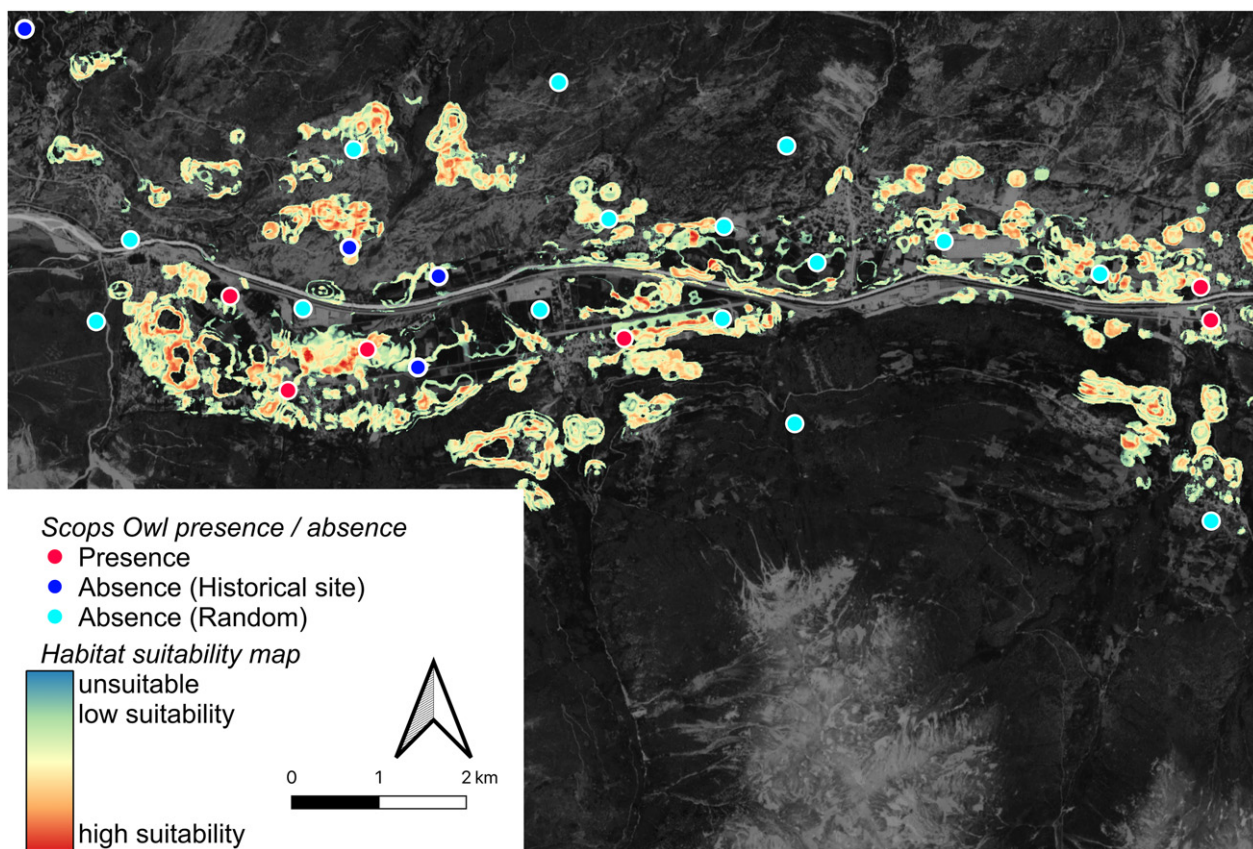 Scops Owl presence / absence
Presence
Absence (Historical site)
Absence (Random)
Habitat suitability map
unsuitable
low suitability
high suitability
0 1 2 km